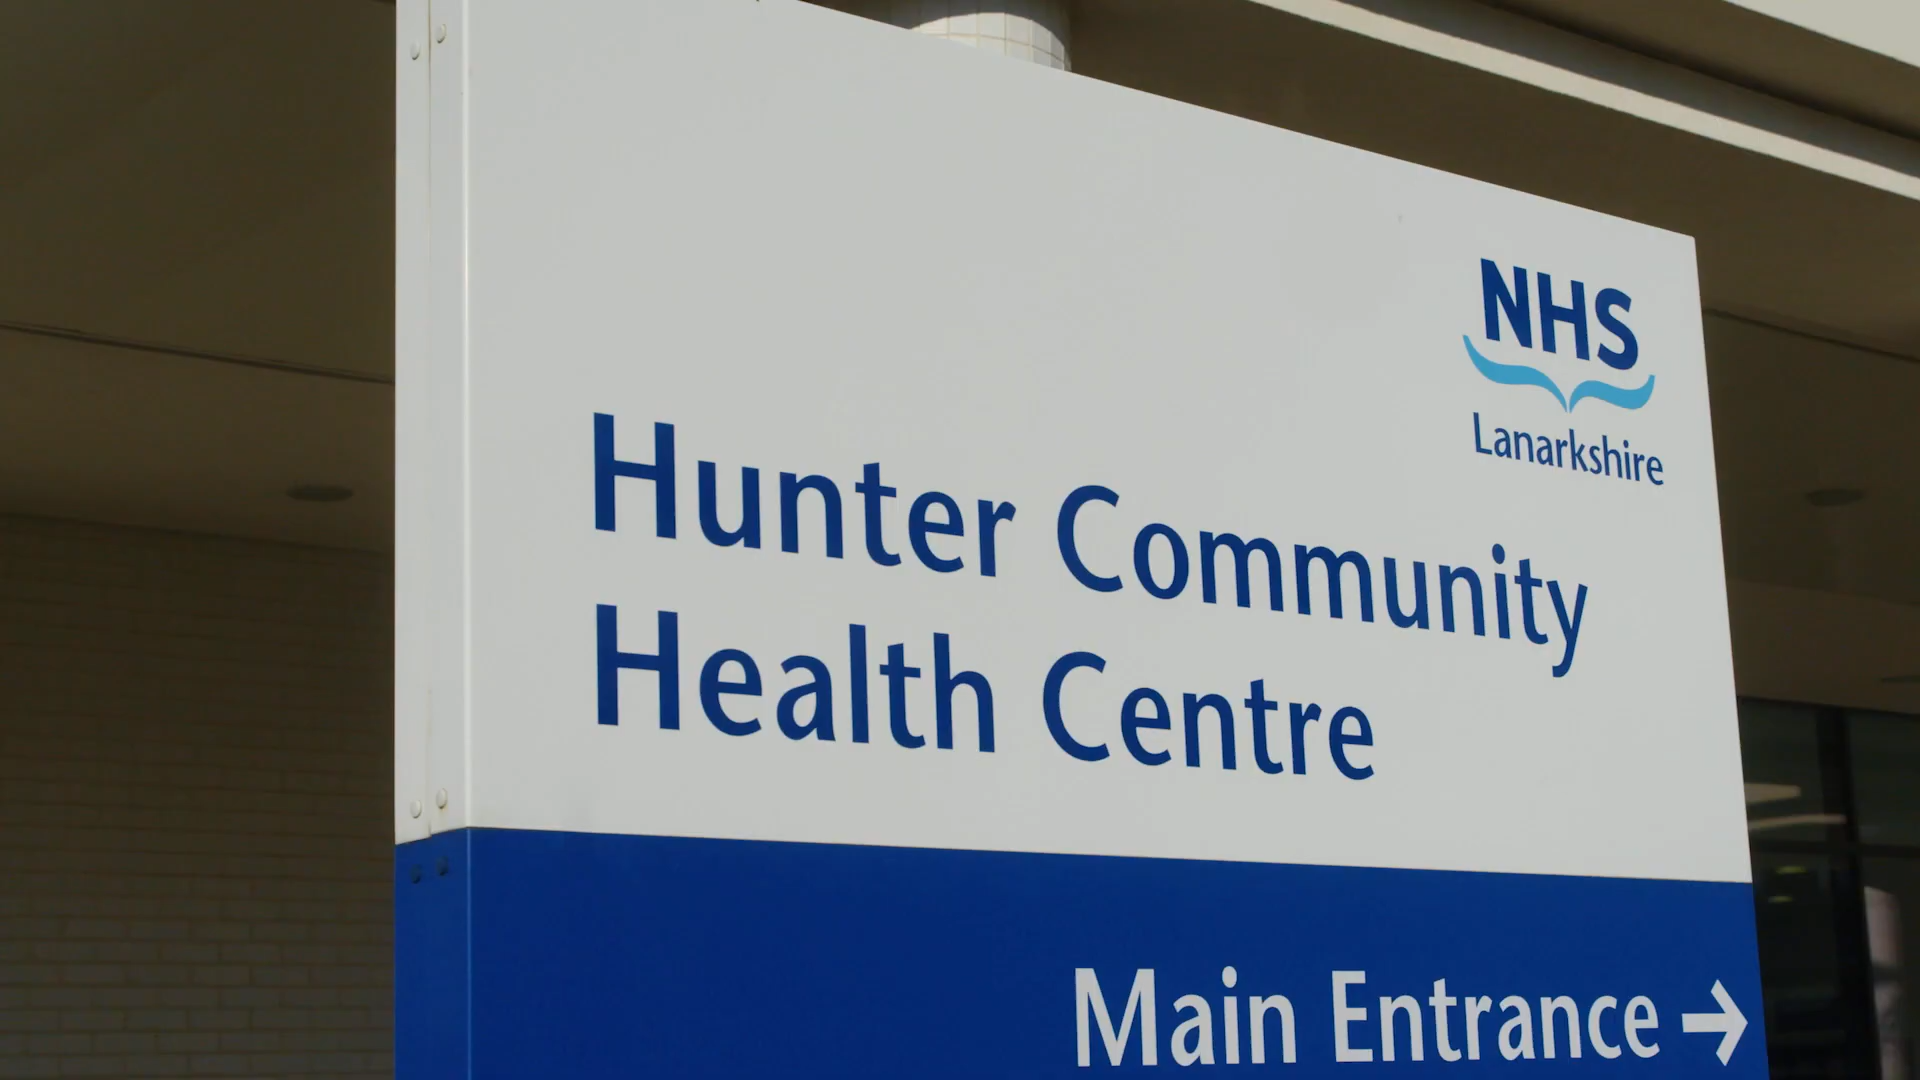 NHS
Lanarkshire
Hunter Community
Health Centre
Main Entrance →